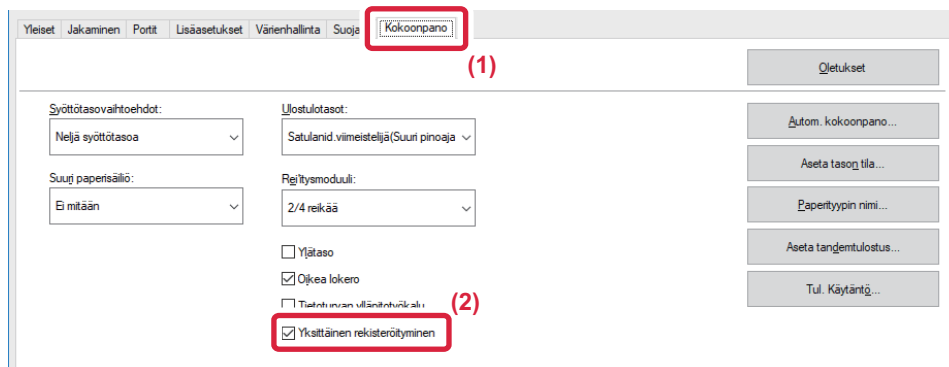 Yleiset Jakaminen Portit Lisäasetukset Värienhallinta Suoja Kokoonpano
(1)
Oletukset
Syöttötasovaihtoehdot: Ulostulotasot:
Neljä syöttötasoa Satulanid.viimeistelijä(Suuri pinoaja
Autom. kokoonpano...
Aseta tason tila...
Suuri paperisäiliö: Rei'itysmoduuli:
Ei mitään 2/4 reikää
Paperityypin nimi...
Aseta tandemtulostus...
Ylätaso
Oikea lokero
Tul. Käytäntö...
Tietoturvan ylläpitotyökalu
(2)
Yksittäinen rekisteröityminen